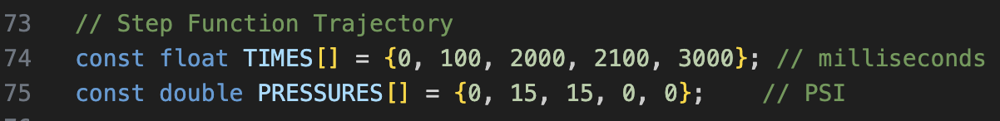 73 // Step Function Trajectory
74 const float TIMES[] = {0, 100, 2000, 2100, 3000}; // milliseconds
75 const double PRESSURES[] = {0, 15, 15, 0, 0}; // PSI